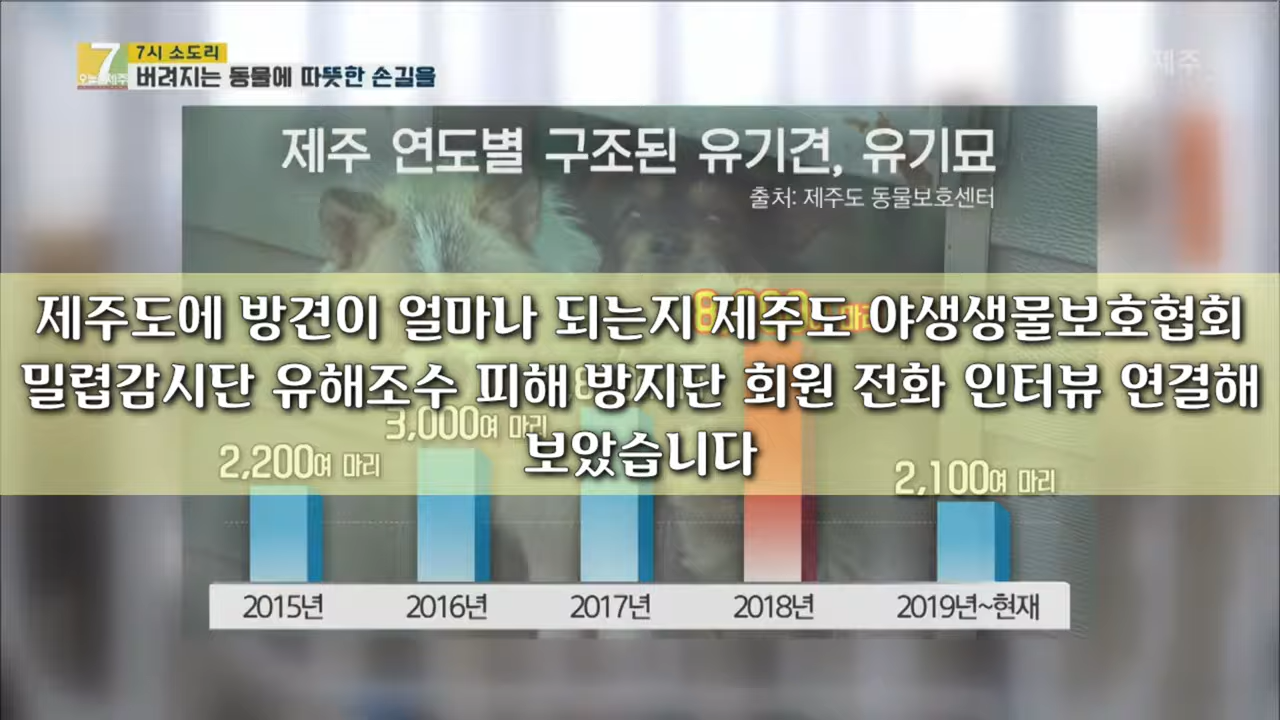 7
오늘 제주
7시 소도리
버려지는 동물에 따뜻한 손길을
제주
제주 연도별 구조된 유기견, 유기묘
출처: 제주도 동물보호센터
제주도에 방견이 얼마나 되는지 제주도 야생생물보호협회
밀렵감시단 유해조수 피해 방지단 회원 전화 인터뷰 연결해
보았습니다
2,200여 마리
3,000여 마리
2,100여 마리
2015년
2016년
2017년
2018년
2019년~현재